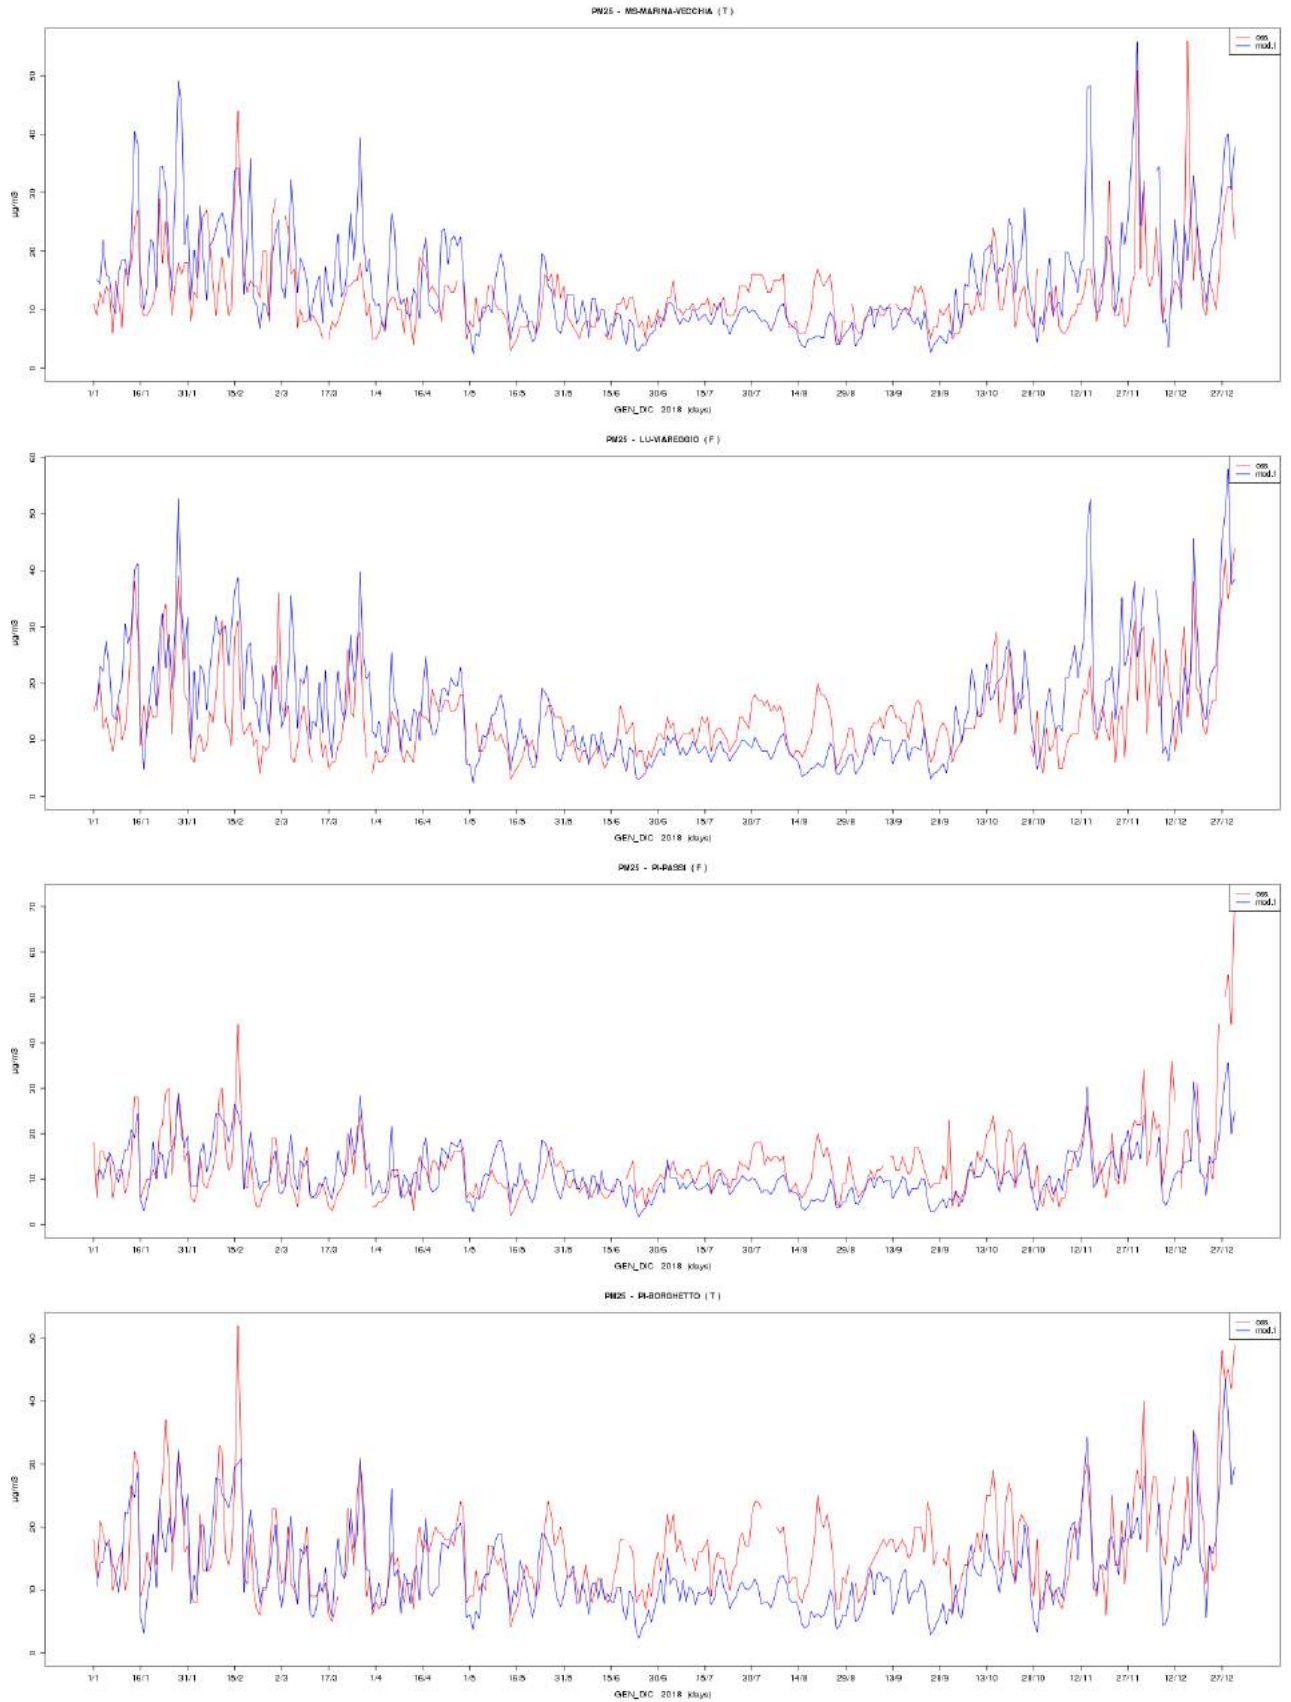 PM25 - MS-MARINA-VECCHIA ( T )
oss
mod.1
µg/m3
0 10 20 30 40 50
1/1 16/1 31/1 15/2 2/3 17/3 1/4 16/4 1/5 16/5 31/5 15/6 30/6 15/7 30/7 14/8 29/8 13/9 28/9 13/10 28/10 12/11 27/11 12/12 27/12
GEN_DIC 2018 (days)
PM25 - LU-VIAREGGIO ( F )
oss
mod.1
µg/m3
0 10 20 30 40 50 60
1/1 16/1 31/1 15/2 2/3 17/3 1/4 16/4 1/5 16/5 31/5 15/6 30/6 15/7 30/7 14/8 29/8 13/9 28/9 13/10 28/10 12/11 27/11 12/12 27/12
GEN_DIC 2018 (days)
PM25 - PI-PASSI ( F )
oss
mod.1
µg/m3
0 10 20 30 40 50 60 70
1/1 16/1 31/1 15/2 2/3 17/3 1/4 16/4 1/5 16/5 31/5 15/6 30/6 15/7 30/7 14/8 29/8 13/9 28/9 13/10 28/10 12/11 27/11 12/12 27/12
GEN_DIC 2018 (days)
PM25 - PI-BORGHETTO ( T )
oss
mod.1
µg/m3
0 10 20 30 40 50
1/1 16/1 31/1 15/2 2/3 17/3 1/4 16/4 1/5 16/5 31/5 15/6 30/6 15/7 30/7 14/8 29/8 13/9 28/9 13/10 28/10 12/11 27/11 12/12 27/12
GEN_DIC 2018 (days)